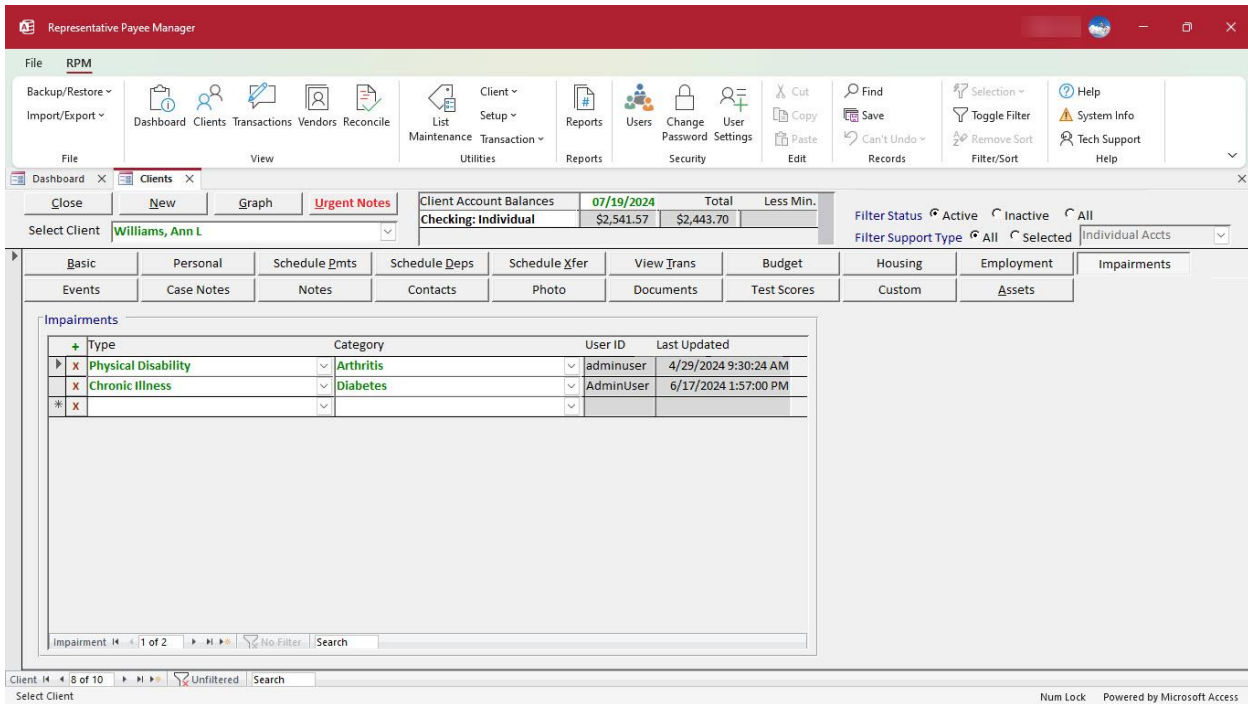 Representative Payee Manager
File RPM
Backup/Restore
Import/Export
Dashboard Clients Transactions Vendors Reconcile
List Maintenance
Client
Setup
Transaction
Reports
Users
Change Password
User Settings
Cut
Copy
Paste
Find
Save
Can't Undo
Selection
Toggle Filter
Remove Sort
Help
System Info
Tech Support
File View Utilities Reports Security Edit Records Filter/Sort Help
Dashboard X Clients X
Close New Graph Urgent Notes
Client Account Balances 07/19/2024 Total Less Min.
Checking: Individual $2,541.57 $2,443.70
Filter Status Active Inactive All
Select Client Williams, Ann L
Filter Support Type All Selected Individual Accts
Basic Personal Schedule Pmts Schedule Deps Schedule Xfer View Trans Budget Housing Employment Impairments
Events Case Notes Notes Contacts Photo Documents Test Scores Custom Assets
Impairments
+ Type Category User ID Last Updated
x Physical Disability Arthritis adminuser 4/29/2024 9:30:24 AM
x Chronic Illness Diabetes AdminUser 6/17/2024 1:57:00 PM
* x
Impairment 1 of 2 No Filter Search
Client 8 of 10 Unfiltered Search
Select Client Num Lock Powered by Microsoft Access